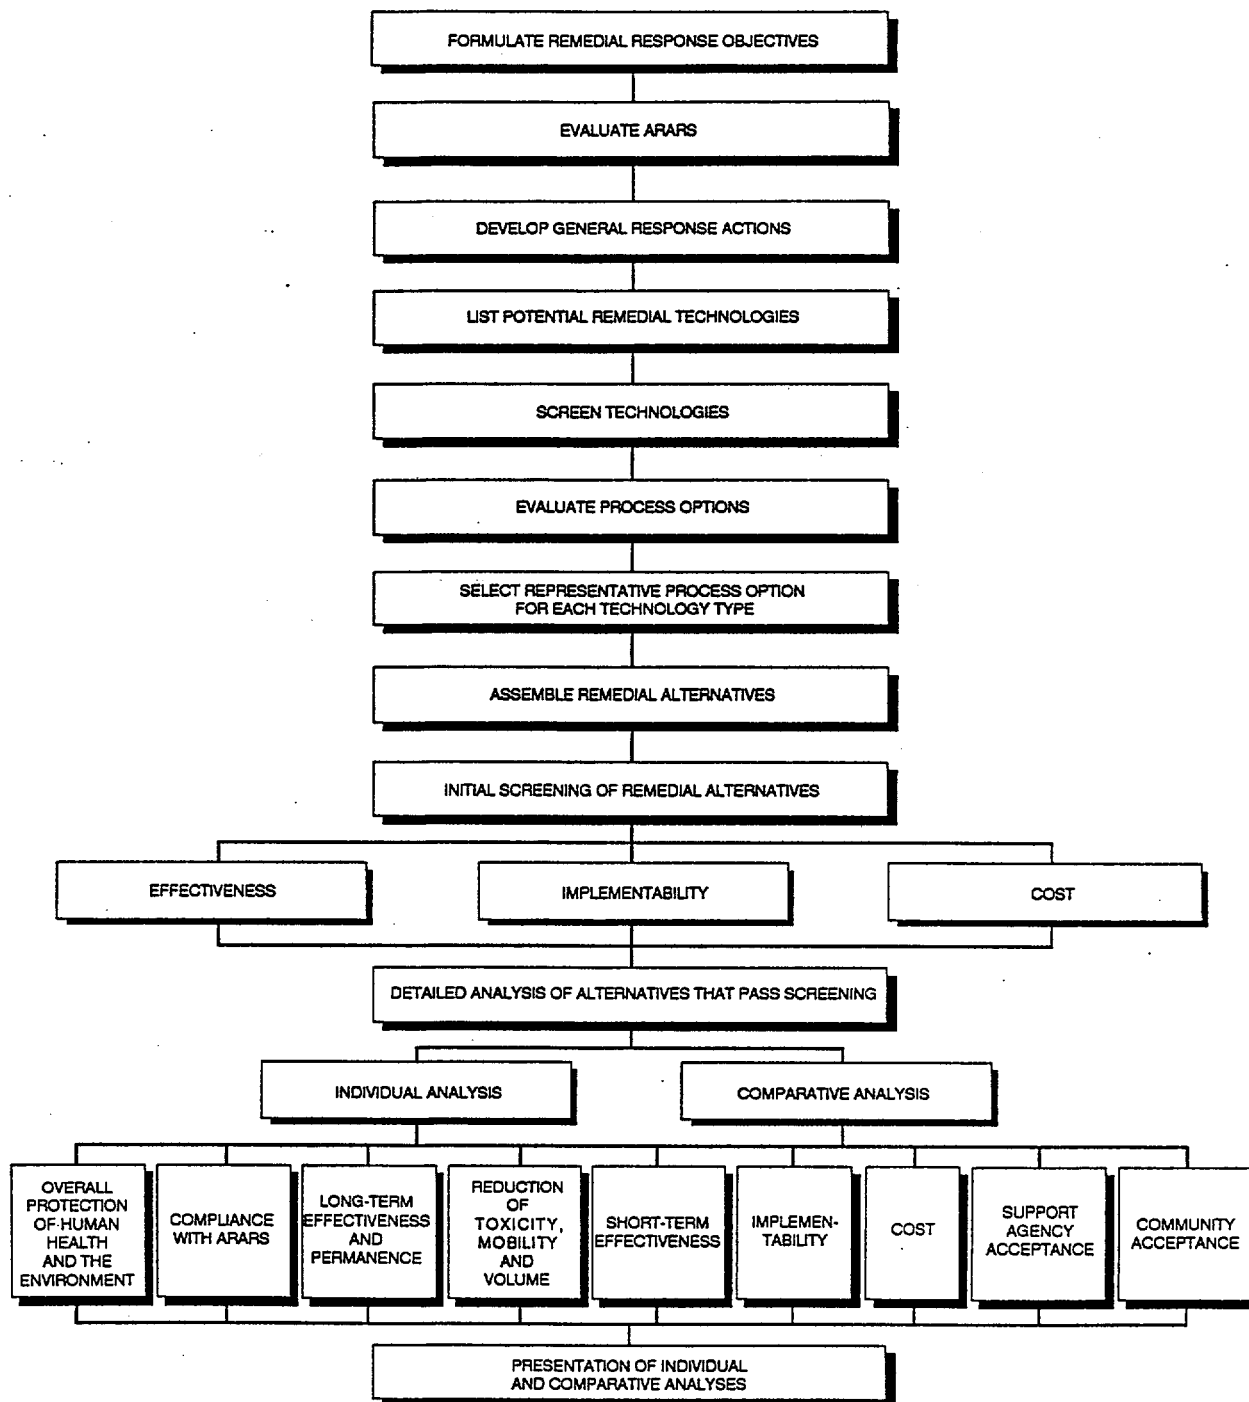 FORMULATE REMEDIAL RESPONSE OBJECTIVES
EVALUATE ARARS
DEVELOP GENERAL RESPONSE ACTIONS
LIST POTENTIAL REMEDIAL TECHNOLOGIES
SCREEN TECHNOLOGIES
EVALUATE PROCESS OPTIONS
SELECT REPRESENTATIVE PROCESS OPTION
FOR EACH TECHNOLOGY TYPE
ASSEMBLE REMEDIAL ALTERNATIVES
INITIAL SCREENING OF REMEDIAL ALTERNATIVES
EFFECTIVENESS
IMPLEMENTABILITY
COST
DETAILED ANALYSIS OF ALTERNATIVES THAT PASS SCREENING
INDIVIDUAL ANALYSIS
COMPARATIVE ANALYSIS
OVERALL
PROTECTION
OF HUMAN
HEALTH
AND THE
ENVIRONMENT
COMPLIANCE
WITH ARARS
LONG-TERM
EFFECTIVENESS
AND
PERMANENCE
REDUCTION
OF
TOXICITY,
MOBILITY
AND
VOLUME
SHORT-TERM
EFFECTIVENESS
IMPLEMEN-
TABILITY
COST
SUPPORT
AGENCY
ACCEPTANCE
COMMUNITY
ACCEPTANCE
PRESENTATION OF INDIVIDUAL
AND COMPARATIVE ANALYSES